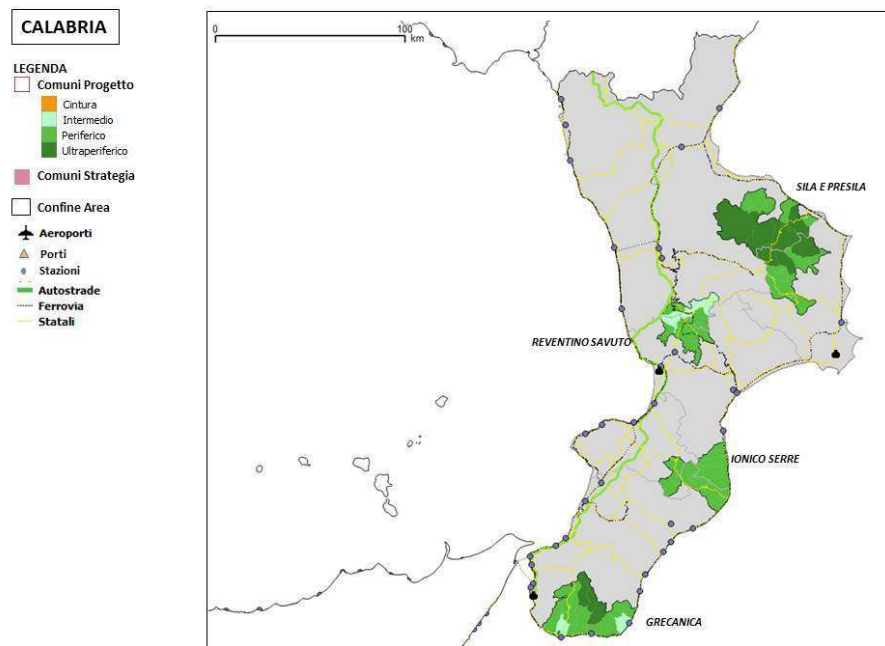 CALABRIA
LEGENDA
Comuni Progetto
Cintura
Intermedio
Periferico
Ultraperiferico
Comuni Strategia
Confine Area
Aeroporti
Porti
Stazioni
Autostrade
Ferrovia
Statali
0 100
km
SILA E PRESILA
REVENTINO SAVUTO
IONICO SERRE
GRECANICA